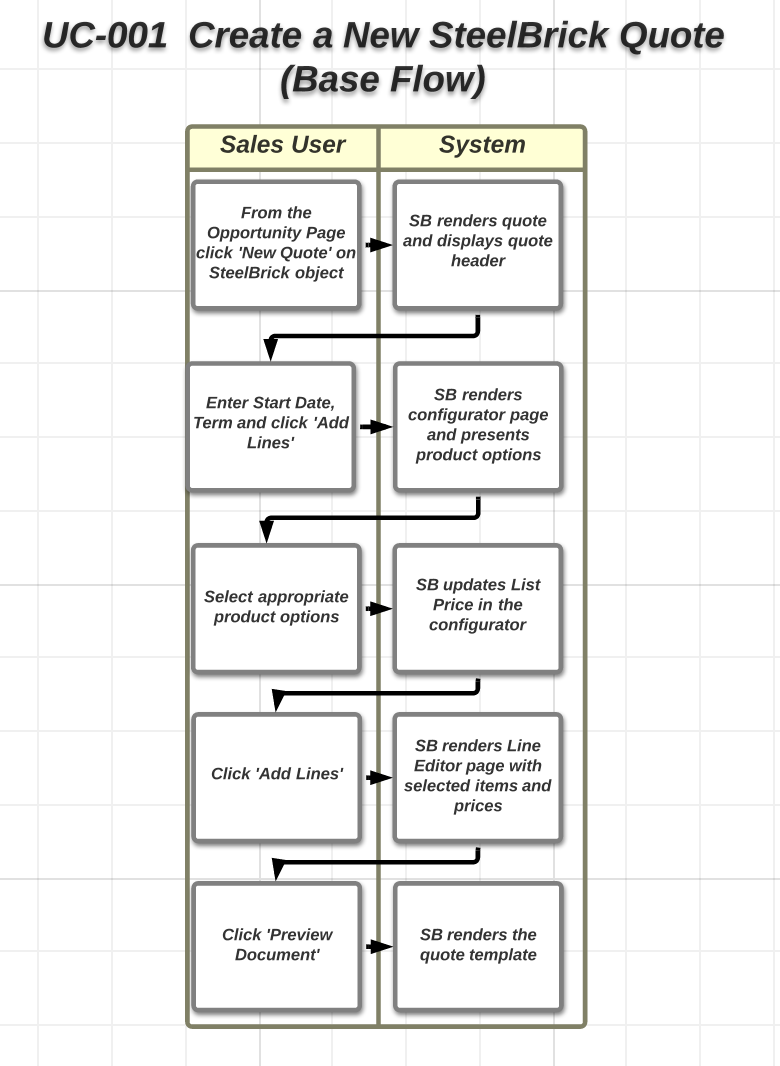 UC-001 Create a New SteelBrick Quote
(Base Flow)
Sales User
System
From the
Opportunity Page
click 'New Quote' on
SteelBrick object
SB renders quote
and displays quote
header
Enter Start Date,
Term and click 'Add
Lines'
SB renders
configurator page
and presents
product options
Select appropriate
product options
SB updates List
Price in the
configurator
Click 'Add Lines'
SB renders Line
Editor page with
selected items and
prices
Click 'Preview
Document'
SB renders the
quote template